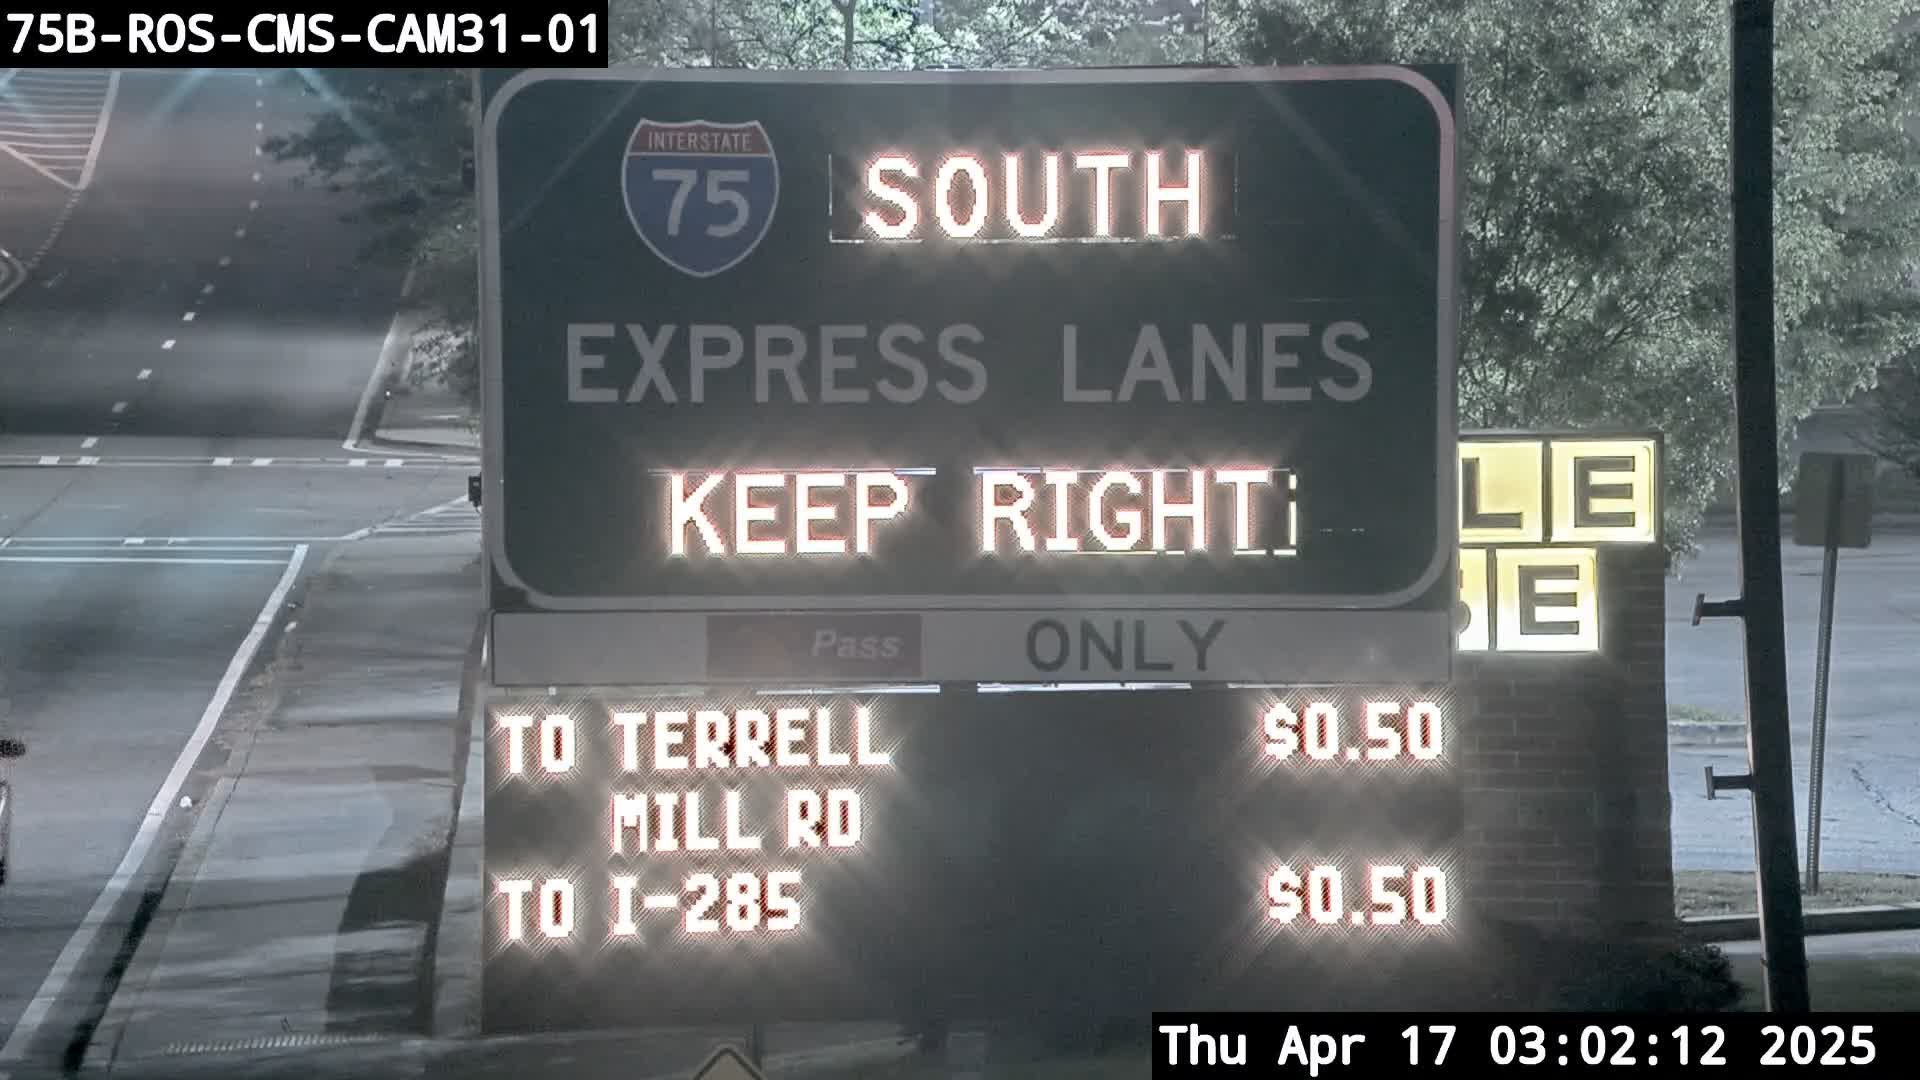 75B-ROS-CMS-CAM31-01
INTERSTATE
75
SOUTH
EXPRESS LANES
KEEP RIGHT
Pass ONLY
TO TERRELL $0.50
MILL RD
TO I-285 $0.50
LE
E
Thu Apr 17 03:02:12 2025